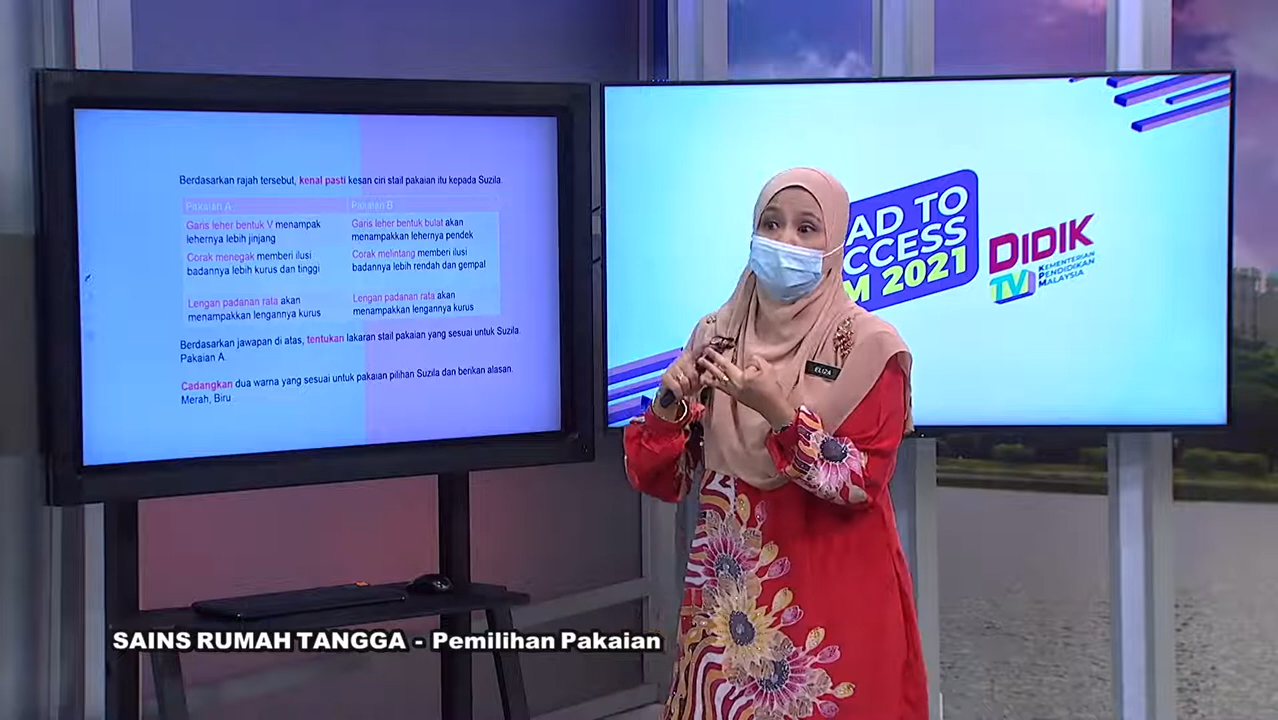 Berdasarkan rajah tersebut, kenal pasti kesan ciri stail pakaian itu kepada Suzila.
Pakaian A
Pakaian B
Garis leher bentuk V menampak
lehernya lebih jinjang
Garis leher bentuk bulat akan
menampakkan lehernya pendek
Corak menegak memberi ilusi
badannya lebih kurus dan tinggi
Corak melintang memberi ilusi
badannya lebih rendah dan gempal
Lengan padanan rata akan
menampakkan lengannya kurus
Lengan padanan rata akan
menampakkan lengannya kurus
Berdasarkan jawapan di atas, tentukan lakaran stail pakaian yang sesuai untuk Suzila.
Pakaian A.
Cadangkan dua warna yang sesuai untuk pakaian pilihan Suzila dan berikan alasan.
Merah, Biru
AD TO
CCESS
M 2021
DIDIK
TV
KEMENTERIAN
PENDIDIKAN
MALAYSIA
ELIZA
SAINS RUMAH TANGGA - Pemilihan Pakaian